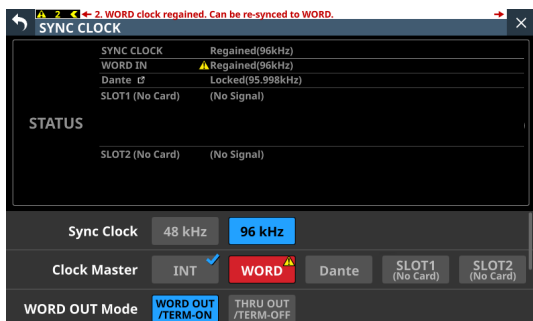 2 2. WORD clock regained. Can be re-synced to WORD.
SYNC CLOCK
SYNC CLOCK Regained(96kHz)
WORD IN Regained(96kHz)
Dante Locked(95.998kHz)
SLOT1 (No Card) (No Signal)
STATUS
SLOT2 (No Card) (No Signal)
Sync Clock 48 kHz 96 kHz
Clock Master INT WORD Dante SLOT1 (No Card) SLOT2 (No Card)
WORD OUT Mode WORD OUT /TERM-ON THRU OUT /TERM-OFF